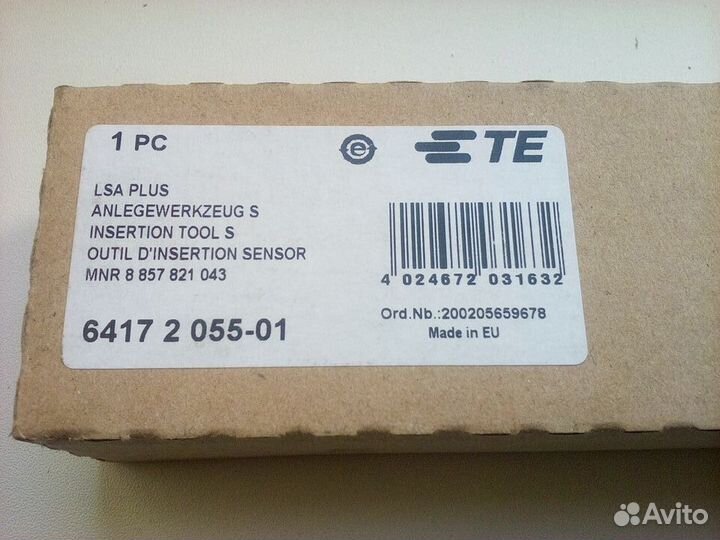 1 PC
e
TE
LSA PLUS
ANLEGEWERKZEUG S
INSERTION TOOL S
OUTIL D'INSERTION SENSOR
MNR 8 857 821 043
4 024672 031632
6417 2 055-01
Ord.Nb.:200205659678
Made in EU
Avito